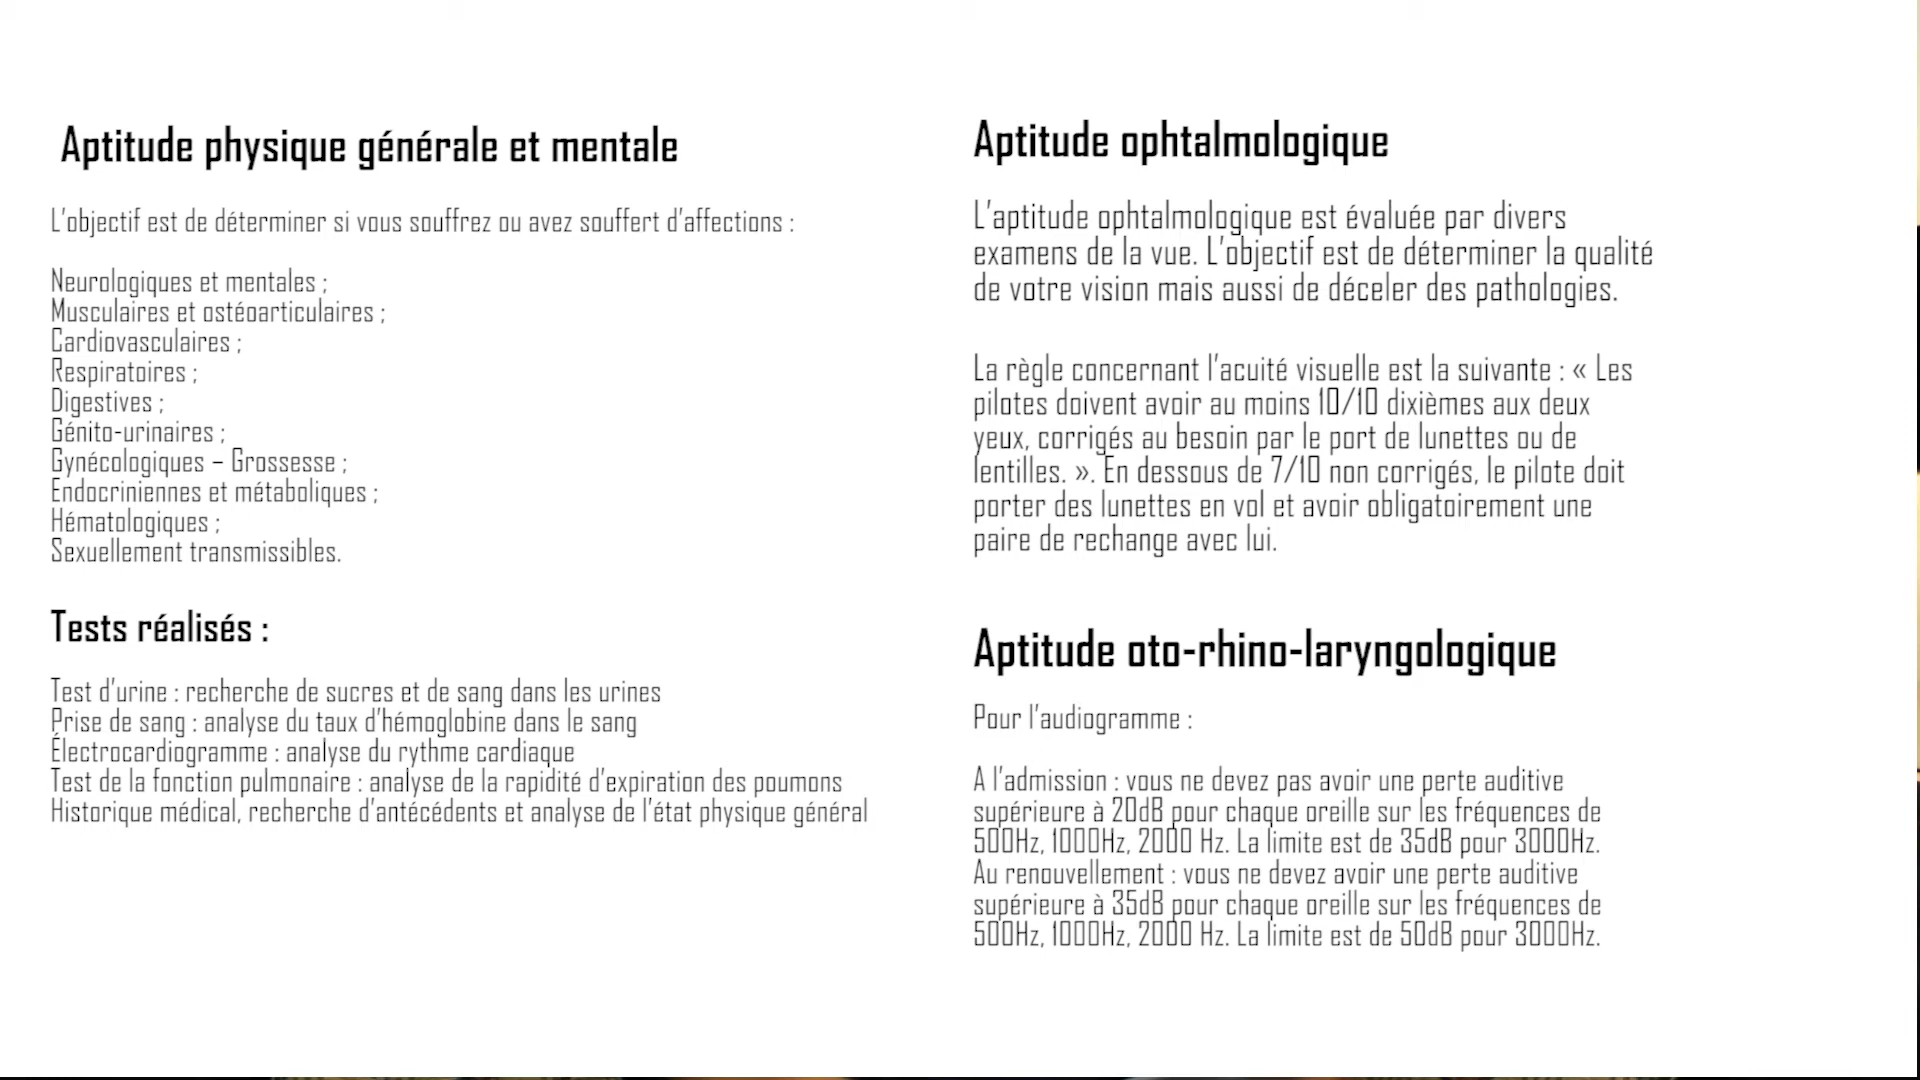 Aptitude physique générale et mentale
L'objectif est de déterminer si vous souffrez ou avez souffert d'affections :
Neurologiques et mentales ;
Musculaires et ostéoarticulaires ;
Cardiovasculaires ;
Respiratoires ;
Digestives ;
Génito-urinaires ;
Gynécologiques – Grossesse ;
Endocriniennes et métaboliques ;
Hématologiques ;
Sexuellement transmissibles.
Tests réalisés :
Test d'urine : recherche de sucres et de sang dans les urines
Prise de sang : analyse du taux d'hémoglobine dans le sang
Électrocardiogramme : analyse du rythme cardiaque
Test de la fonction pulmonaire : analyse de la rapidité d'expiration des poumons
Historique médical, recherche d'antécédents et analyse de l'état physique général
Aptitude ophtalmologique
L'aptitude ophtalmologique est évaluée par divers
examens de la vue. L'objectif est de déterminer la qualité
de votre vision mais aussi de déceler des pathologies.
La règle concernant l'acuité visuelle est la suivante : « Les
pilotes doivent avoir au moins 10/10 dixièmes aux deux
yeux, corrigés au besoin par le port de lunettes ou de
lentilles. ». En dessous de 7/10 non corrigés, le pilote doit
porter des lunettes en vol et avoir obligatoirement une
paire de rechange avec lui.
Aptitude oto-rhino-laryngologique
Pour l'audiogramme :
A l'admission : vous ne devez pas avoir une perte auditive
supérieure à 20dB pour chaque oreille sur les fréquences de
500Hz, 1000Hz, 2000 Hz. La limite est de 35dB pour 3000Hz.
Au renouvellement : vous ne devez avoir une perte auditive
supérieure à 35dB pour chaque oreille sur les fréquences de
500Hz, 1000Hz, 2000 Hz. La limite est de 50dB pour 3000Hz.